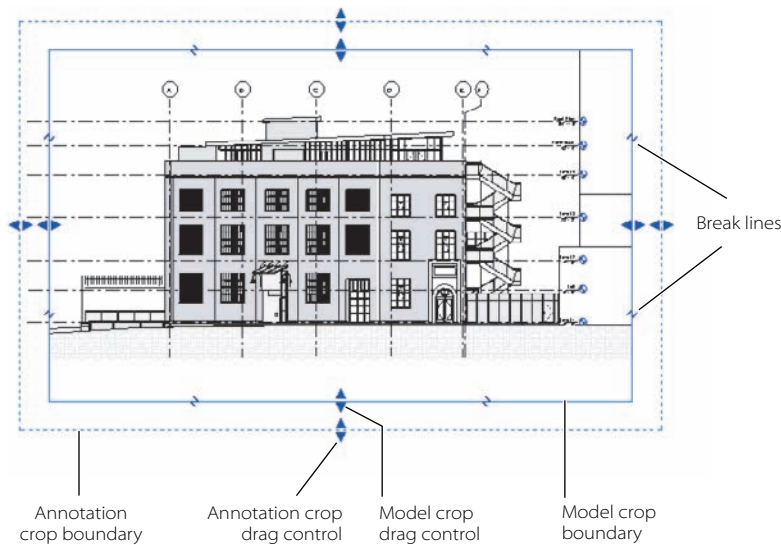 A
B
C
D
E
F
Break lines
Annotation
crop boundary
Annotation crop
drag control
Model crop
drag control
Model crop
boundary